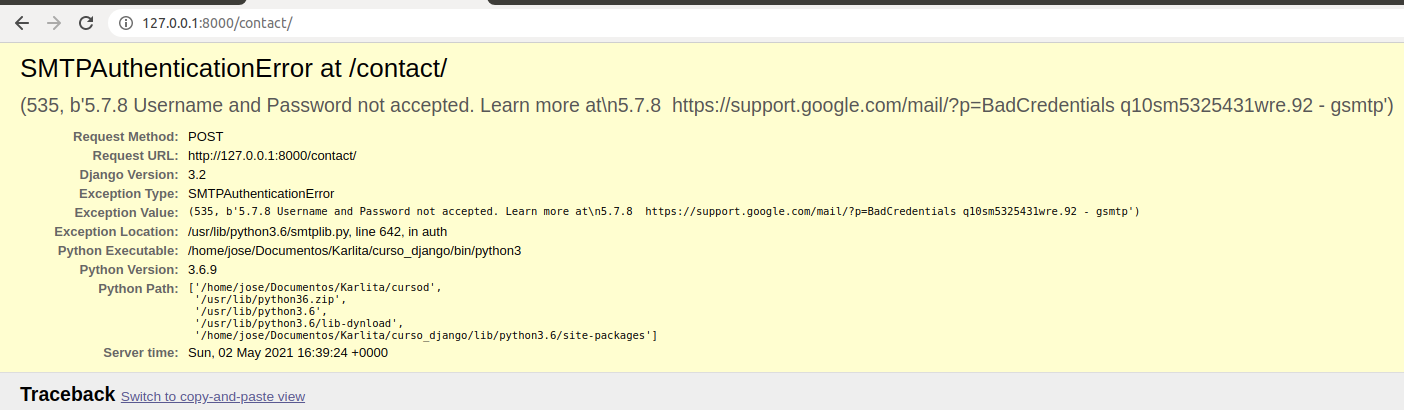 127.0.0.1:8000/contact/
SMTPAuthenticationError at /contact/
(535, b'5.7.8 Username and Password not accepted. Learn more at\n5.7.8  https://support.google.com/mail/?p=BadCredentials q10sm5325431wre.92 - gsmtp')
Request Method: POST
Request URL: http://127.0.0.1:8000/contact/
Django Version: 3.2
Exception Type: SMTPAuthenticationError
Exception Value: (535, b'5.7.8 Username and Password not accepted. Learn more at\n5.7.8  https://support.google.com/mail/?p=BadCredentials q10sm5325431wre.92 - gsmtp')
Exception Location: /usr/lib/python3.6/smtplib.py, line 642, in auth
Python Executable: /home/jose/Documentos/Karlita/curso_django/bin/python3
Python Version: 3.6.9
Python Path: ['/home/jose/Documentos/Karlita/cursod',
'/usr/lib/python36.zip',
'/usr/lib/python3.6',
'/usr/lib/python3.6/lib-dynload',
'/home/jose/Documentos/Karlita/curso_django/lib/python3.6/site-packages']
Server time: Sun, 02 May 2021 16:39:24 +0000
Traceback Switch to copy-and-paste view